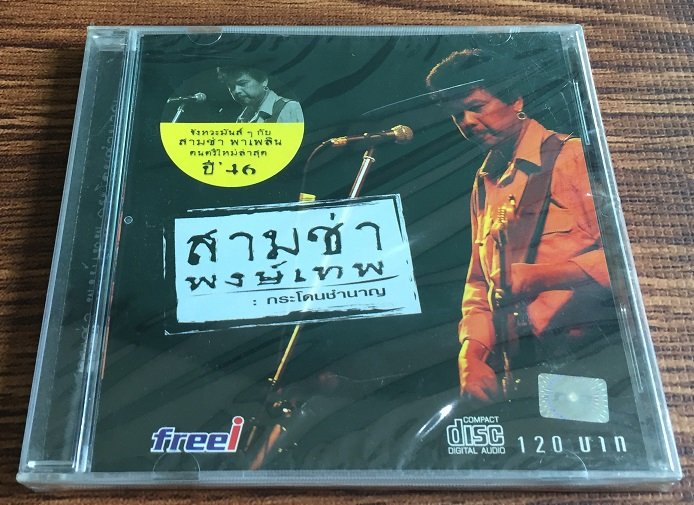 จังหวะมันส์ ๆ กับ
สามช่า พาเพลิน
ดนตรีใหม่ล่าสุด
ปี '46
สามช่า
พงษ์เทพ
: กระโดนชำนาญ
freei
COMPACT
disc
DIGITAL AUDIO
120 บาท